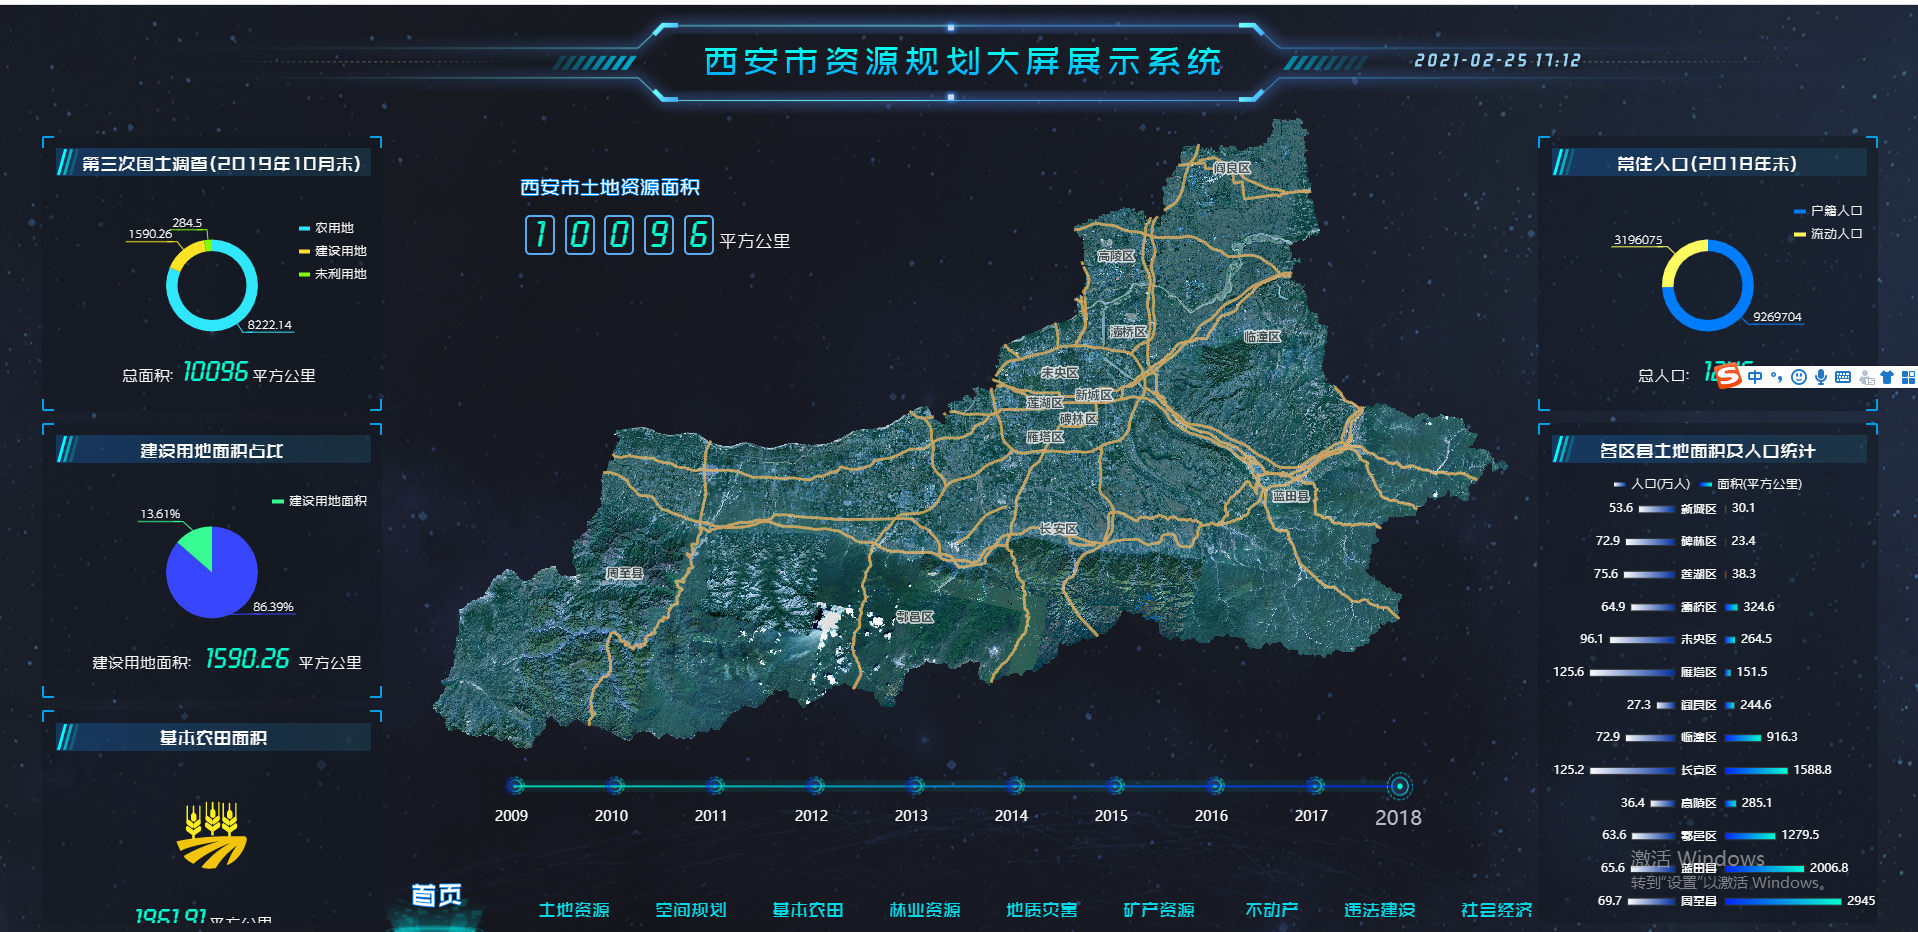 西安市资源规划大屏展示系统
2021-02-25 17:12
第三次国土调查(2019年10月末)
284.5
1590.26
8222.14
农用地
建设用地
未利用地
总面积: 10096 平方公里
建设用地面积占比
建设用地面积
13.61%
86.39%
建设用地面积: 1590.26 平方公里
基本农田面积
1961.91 平方公里
西安市土地资源面积
10096 平方公里
阎良区
高陵区
灞桥区
临潼区
未央区
新城区
莲湖区
碑林区
雁塔区
蓝田县
长安区
周至县
鄠邑区
2009 2010 2011 2012 2013 2014 2015 2016 2017 2018
首页 土地资源 空间规划 基本农田 林业资源 地质灾害 矿产资源 不动产 违法建设 社会经济
常住人口(2018年末)
户籍人口
流动人口
3196075
9269704
总人口:
中
各区县土地面积及人口统计
人口(万人) 面积(平方公里)
53.6 新城区 30.1
72.9 碑林区 23.4
75.6 莲湖区 38.3
64.9 灞桥区 324.6
96.1 未央区 264.5
125.6 雁塔区 151.5
27.3 阎良区 244.6
72.9 临潼区 916.3
125.2 长安区 1588.8
36.4 高陵区 285.1
63.6 鄠邑区 1279.5
65.6 蓝田县 2006.8
69.7 周至县 2945
激活 Windows
转到“设置”以激活 Windows。